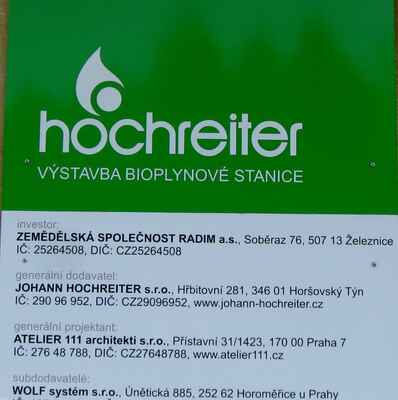 hochreiter
VÝSTAVBA BIOPLYNOVÉ STANICE
investor:
ZEMĚDĚLSKÁ SPOLEČNOST RADIM a.s., Soběraz 76, 507 13 Železnice
IČ: 25264508, DIČ: CZ25264508
generální dodavatel:
JOHANN HOCHREITER s.r.o., Hřbitovní 281, 346 01 Horšovský Týn
IČ: 290 96 952, DIČ: CZ29096952, www.johann-hochreiter.cz
generální projektant:
ATELIER 111 architekti s.r.o., Přístavní 31/1423, 170 00 Praha 7
IČ: 276 48 788, DIČ: CZ27648788, www.atelier111.cz
subdodavatelé:
WOLF systém s.r.o., Únětická 885, 252 62 Horoměřice u Prahy